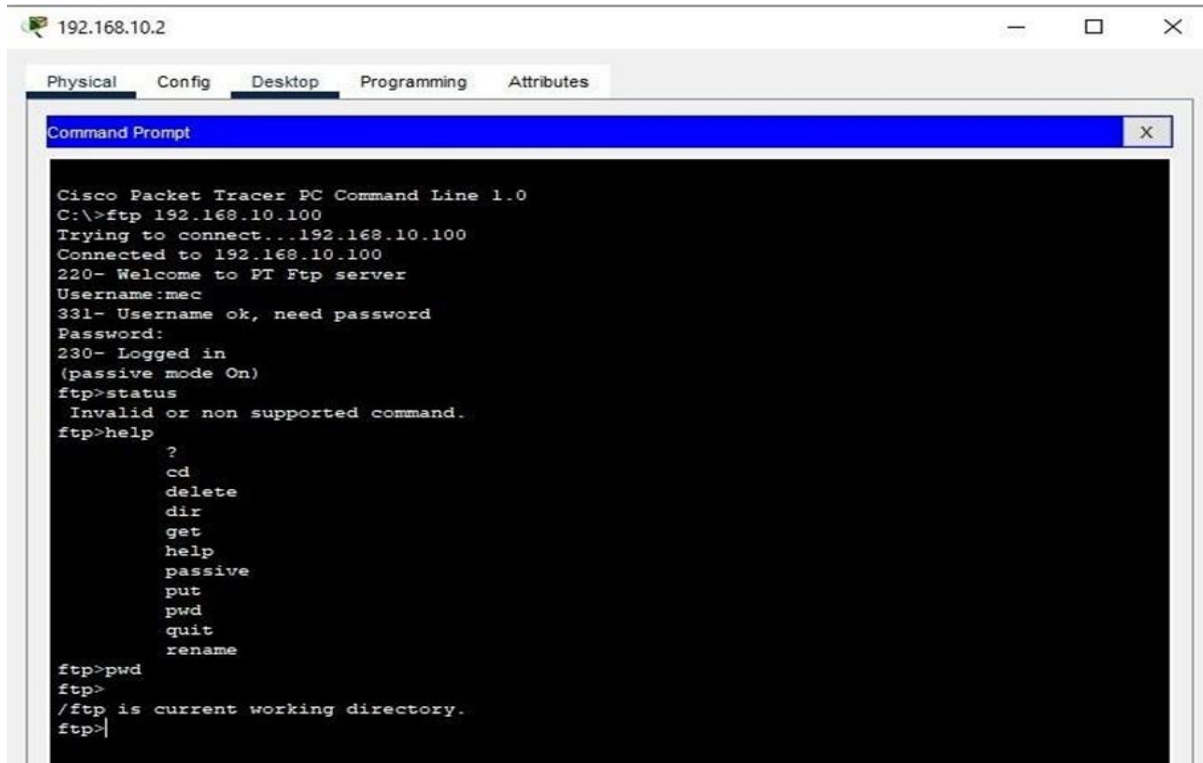 192.168.10.2
Physical Config Desktop Programming Attributes
Command Prompt X
Cisco Packet Tracer PC Command Line 1.0
C:\>ftp 192.168.10.100
Trying to connect...192.168.10.100
Connected to 192.168.10.100
220- Welcome to PT Ftp server
Username:mec
331- Username ok, need password
Password:
230- Logged in
(passive mode On)
ftp>status
Invalid or non supported command.
ftp>help
?
cd
delete
dir
get
help
passive
put
pwd
quit
rename
ftp>pwd
ftp>
/ftp is current working directory.
ftp>